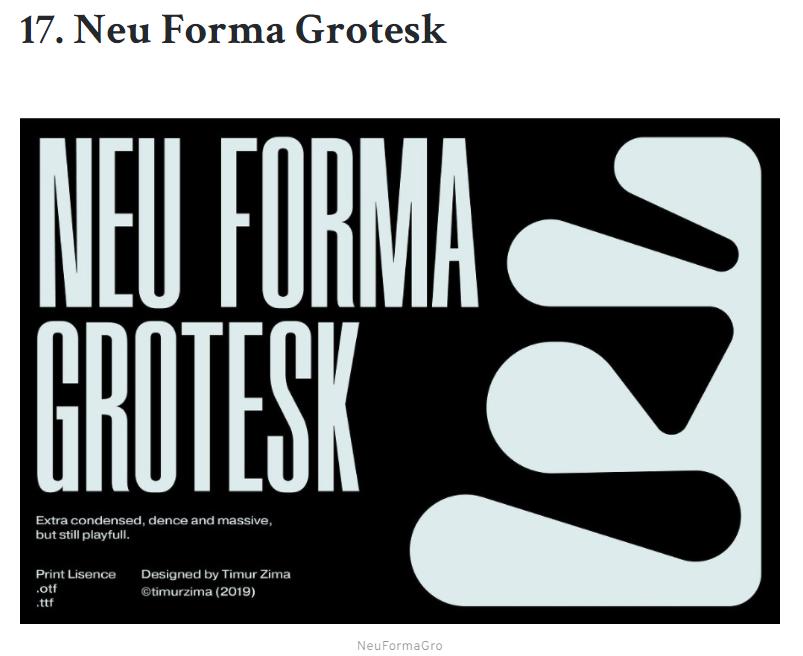 17. Neu Forma Grotesk
NEU FORMA
GROTESK
Extra condensed, dence and massive,
but still playfull.
Print Lisence
.otf
.ttf
Designed by Timur Zima
©timurzima (2019)
NeuFormaGro